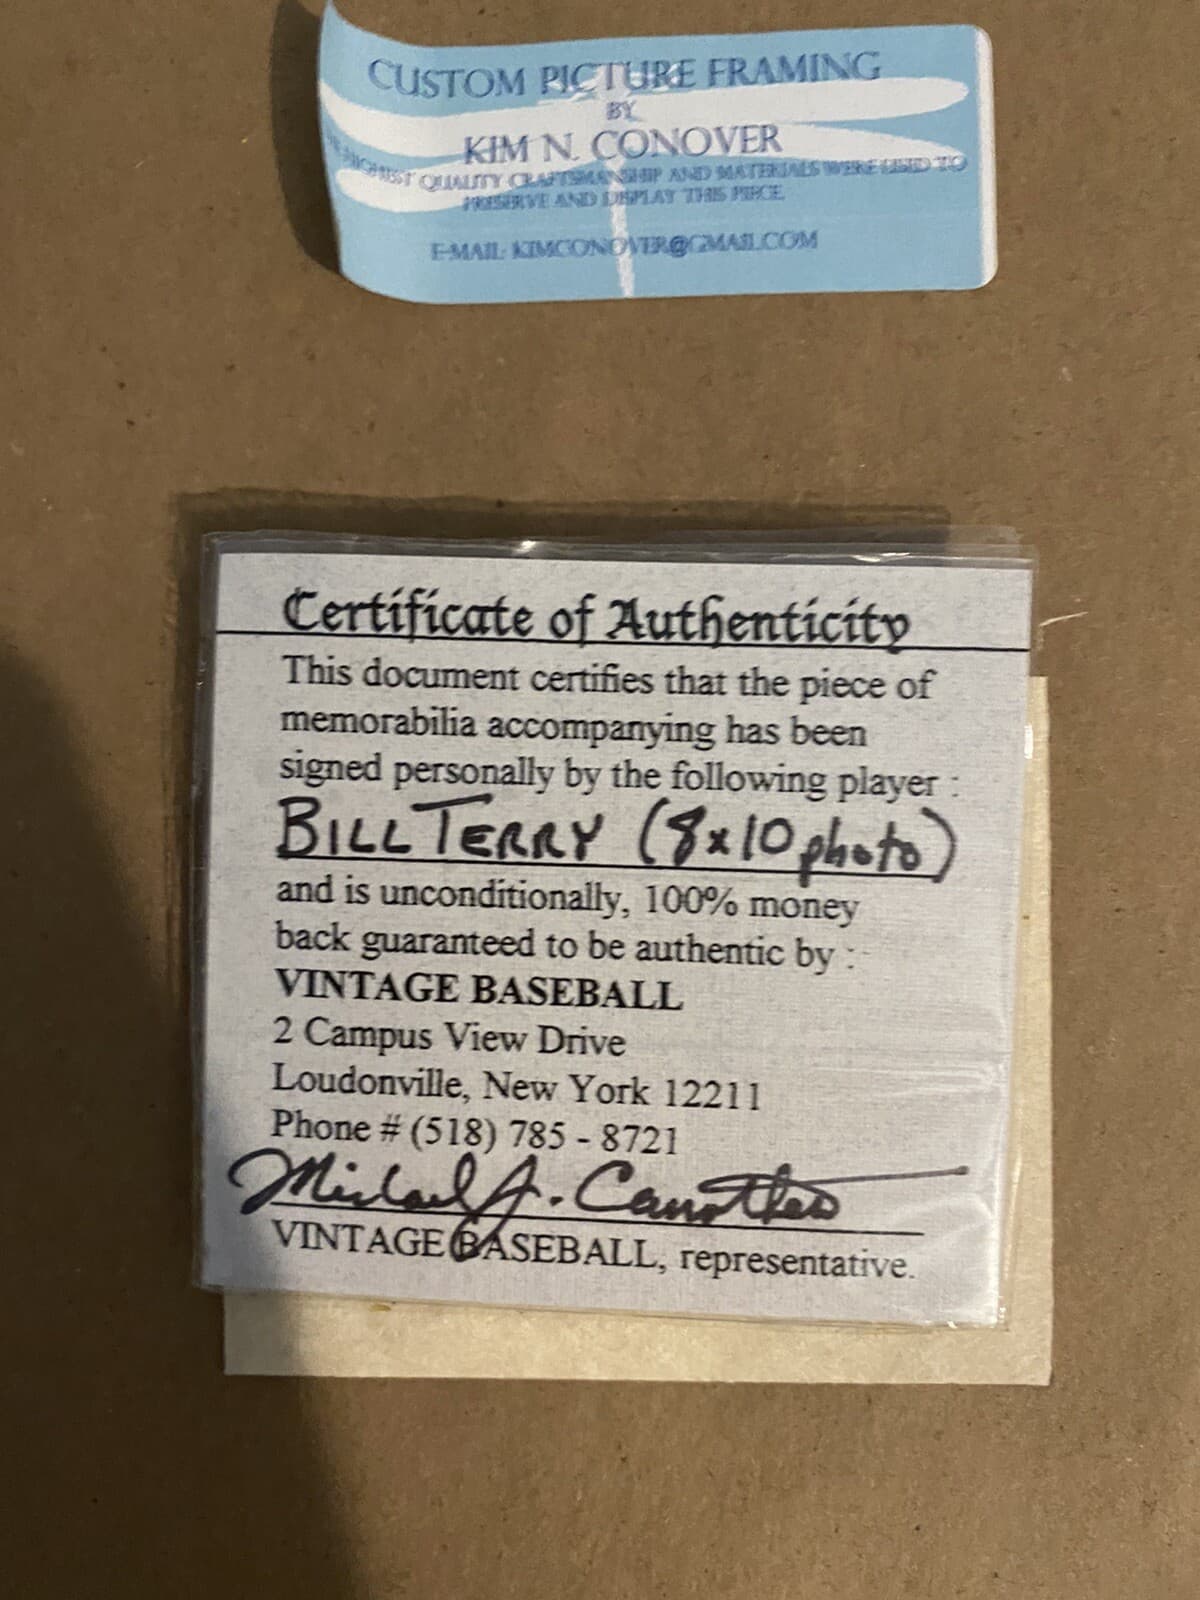 CUSTOM PICTURE FRAMING
BY
KIM N. CONOVER
HIGHEST QUALITY CRAFTSMANSHIP AND MATERIALS WERE USED TO
PRESERVE AND DISPLAY THIS PIECE
E-MAIL: KIMCONOVER@GMAIL.COM
Certificate of Authenticity
This document certifies that the piece of
memorabilia accompanying has been
signed personally by the following player :
BILL TERRY (8x10 photo)
and is unconditionally, 100% money
back guaranteed to be authentic by :
VINTAGE BASEBALL
2 Campus View Drive
Loudonville, New York 12211
Phone # (518) 785 - 8721
Michael J.
VINTAGE BASEBALL, representative.